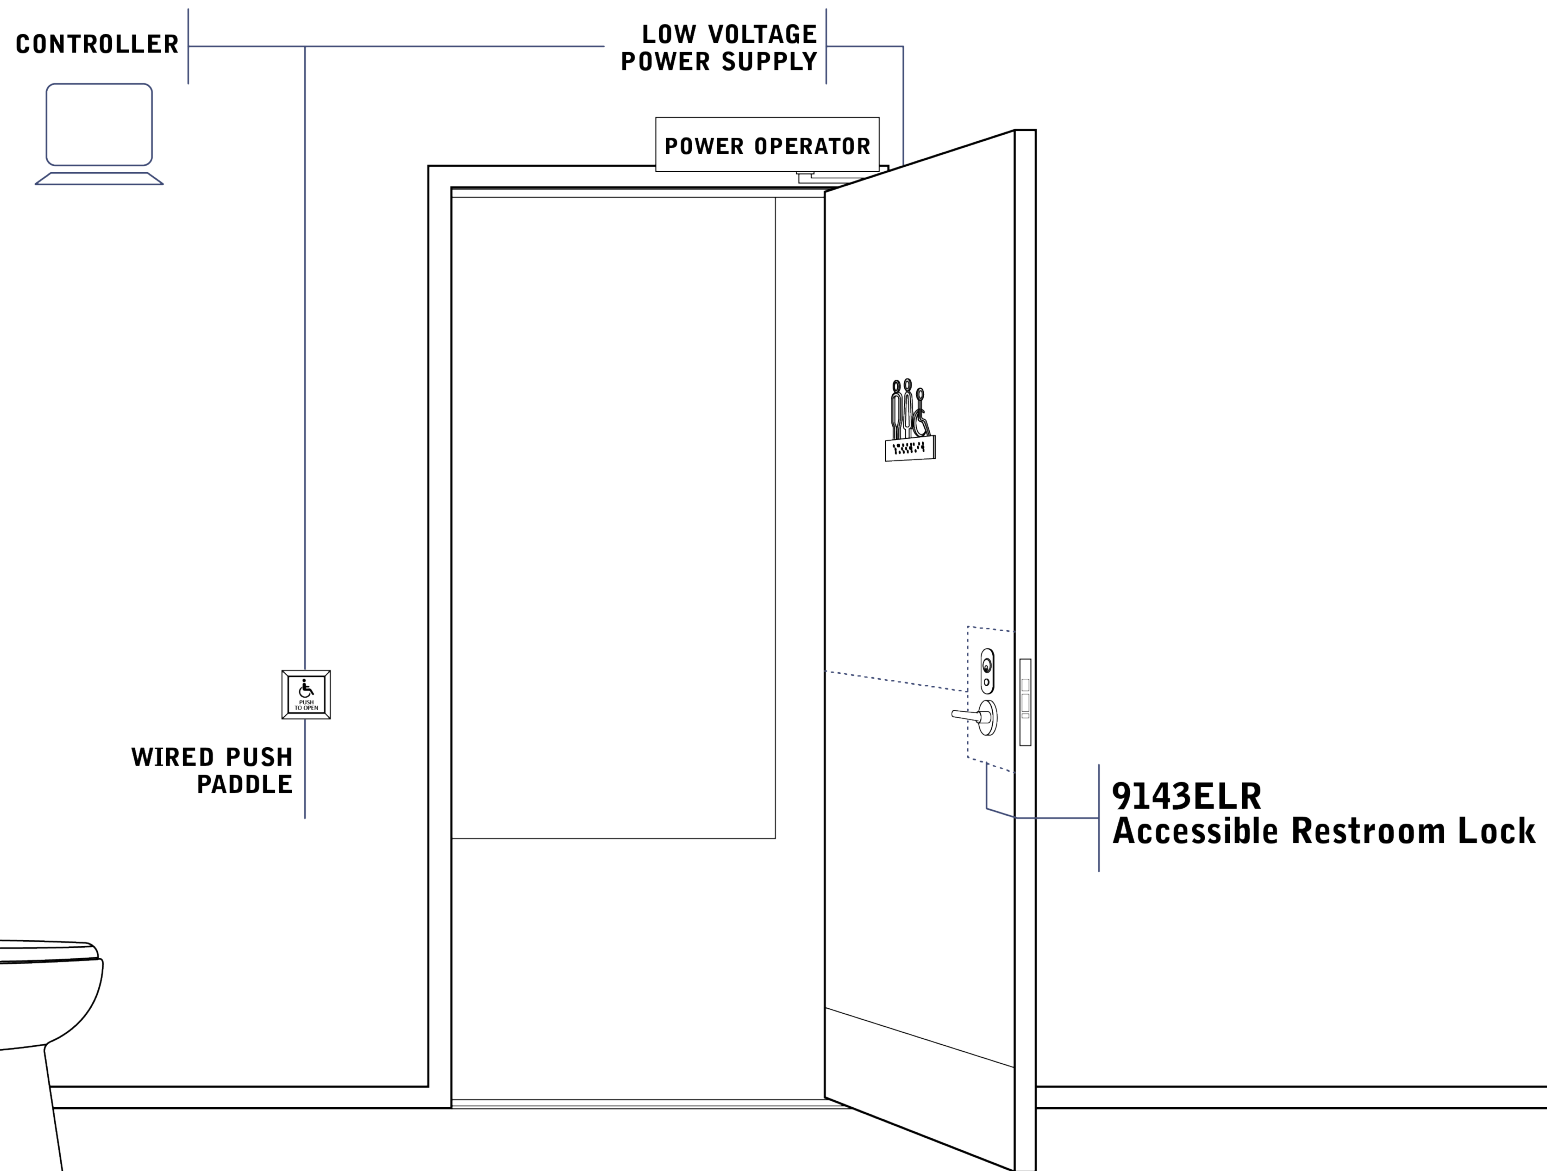 CONTROLLER
LOW VOLTAGE
POWER SUPPLY
POWER OPERATOR
PUSH
TO OPEN
WIRED PUSH
PADDLE
9143ELR
Accessible Restroom Lock